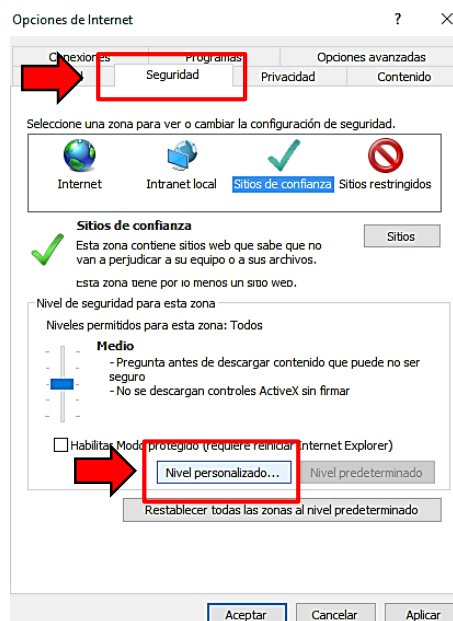 Opciones de Internet ? ×
Conexiones Programas Opciones avanzadas
Seguridad Privacidad Contenido
Seleccione una zona para ver o cambiar la configuración de seguridad.
Internet Intranet local Sitios de confianza Sitios restringidos
Sitios de confianza
Sitios
Esta zona contiene sitios web que sabe que no
van a perjudicar a su equipo o a sus archivos.
Esta zona tiene por lo menos un sitio web.
Nivel de seguridad para esta zona
Niveles permitidos para esta zona: Todos
Medio
- Pregunta antes de descargar contenido que puede no ser
seguro
- No se descargan controles ActiveX sin firmar
Habilitar Modo protegido (requiere reiniciar Internet Explorer)
Nivel personalizado... Nivel predeterminado
Restablecer todas las zonas al nivel predeterminado
Aceptar Cancelar Aplicar